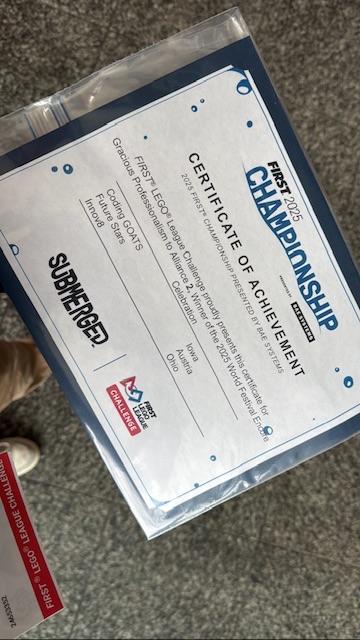 FIRST 2025
CHAMPIONSHIP
PRESENTED BY BAE SYSTEMS
CERTIFICATE OF ACHIEVEMENT
2025 FIRST® CHAMPIONSHIP PRESENTED BY BAE SYSTEMS
FIRST® LEGO® League Challenge proudly presents this certificate for
Gracious Professionalism to Alliance 2, Winner of the 2025 World Festival Encore
Celebration
Coding GOATS Iowa
Future Stars Austria
Innov8 Ohio
SUBMERGED
FIRST
LEGO
LEAGUE
CHALLENGE
FIRST® LEGO® LEAGUE CHALLENGE